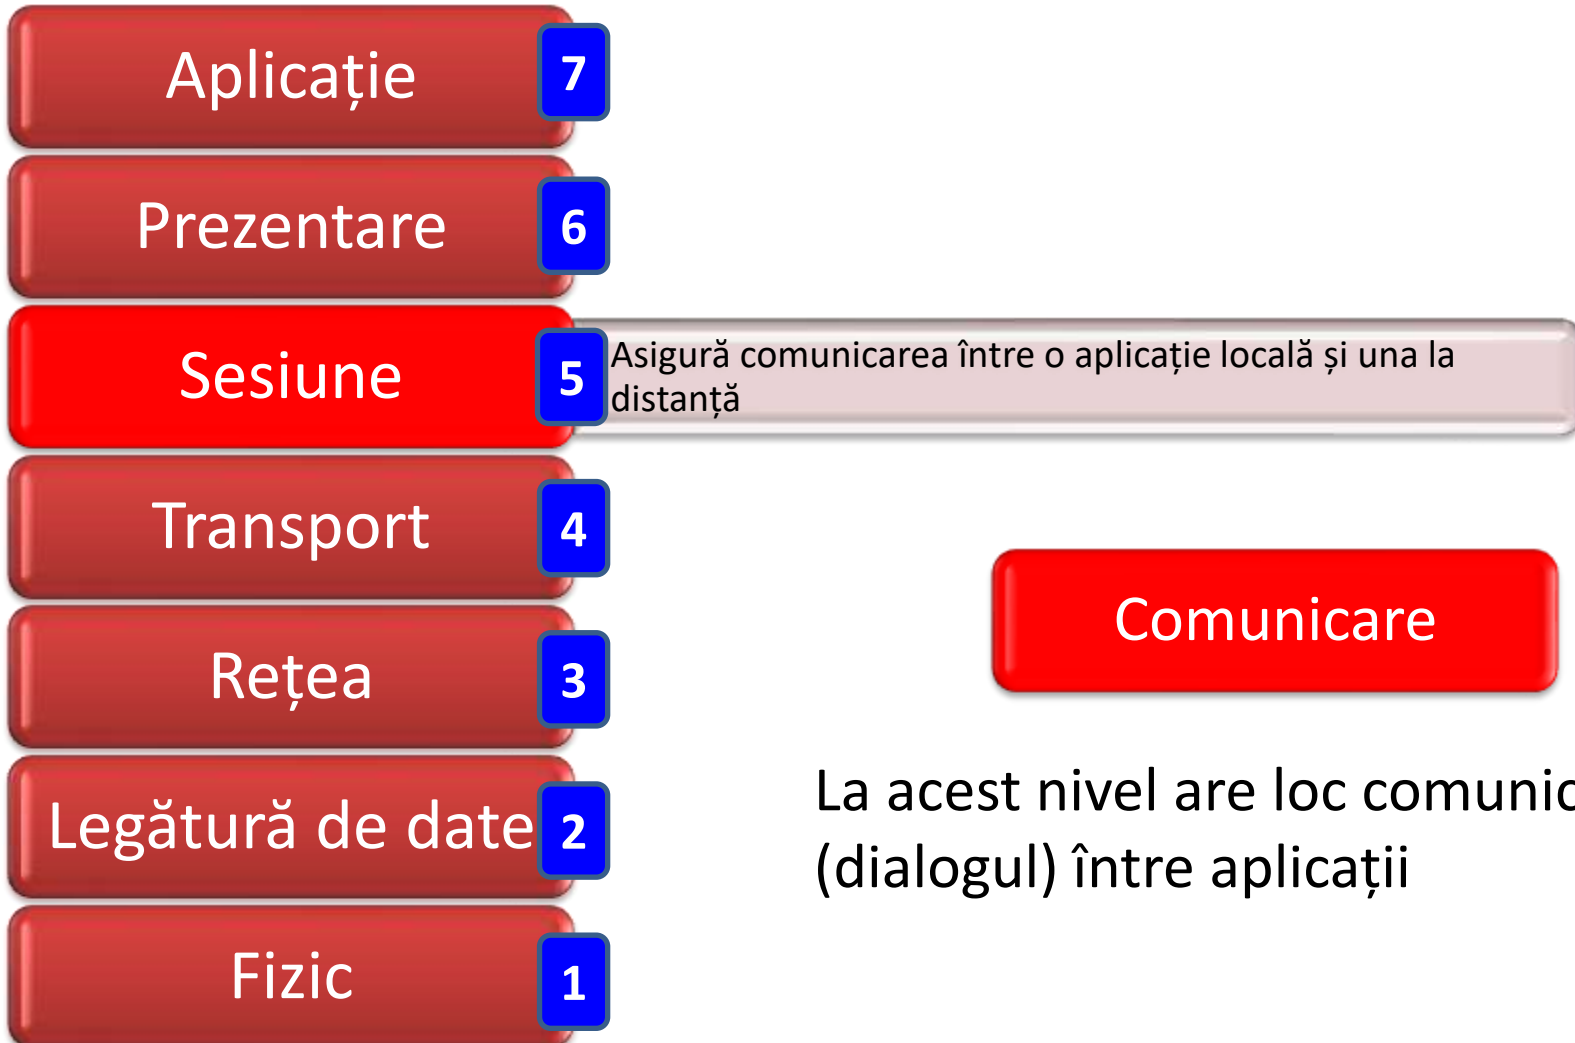 Aplicație 7
Prezentare 6
Sesiune 5
Asigură comunicarea între o aplicație locală și una la
distanță
Transport 4
Rețea 3
Legătură de date 2
Fizic 1
Comunicare
La acest nivel are loc
(dialogul) între aplicații